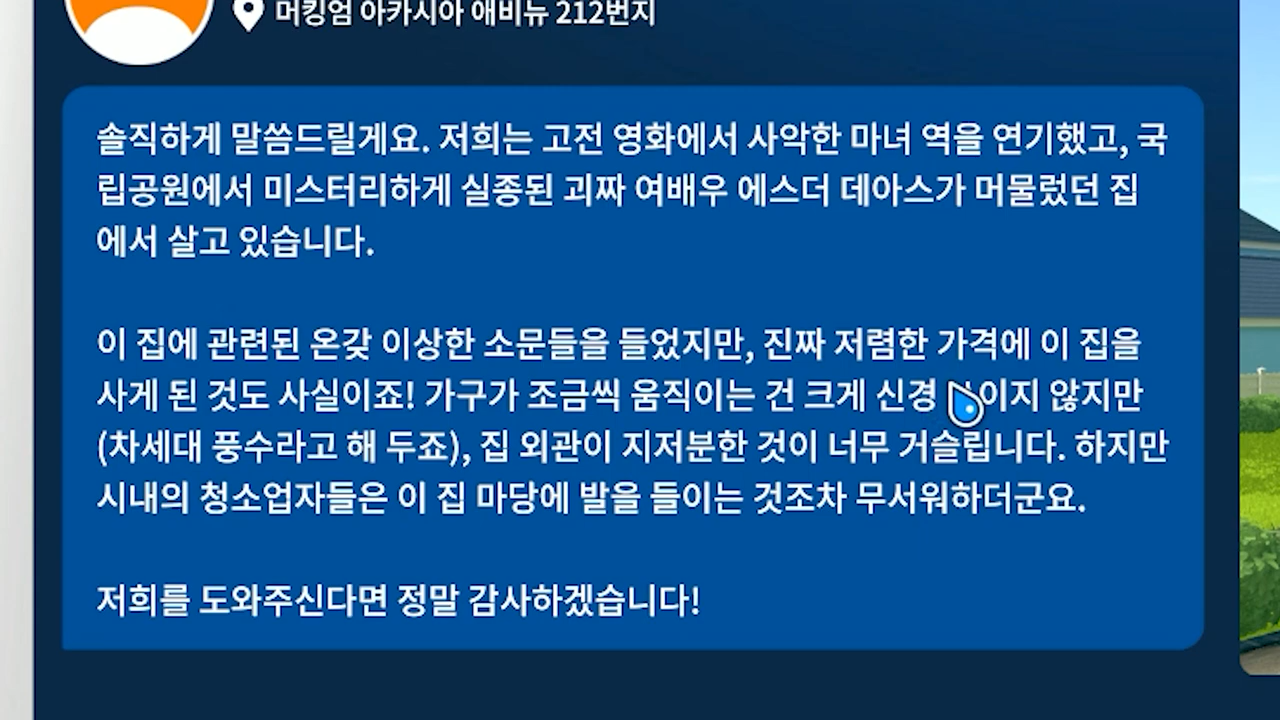 머킹엄 아카시아 애비뉴 212번지
솔직하게 말씀드릴게요. 저희는 고전 영화에서 사악한 마녀 역을 연기했고, 국
립공원에서 미스터리하게 실종된 괴짜 여배우 에스더 데아스가 머물렀던 집
에서 살고 있습니다.
이 집에 관련된 온갖 이상한 소문들을 들었지만, 진짜 저렴한 가격에 이 집을
사게 된 것도 사실이죠! 가구가 조금씩 움직이는 건 크게 신경 이지 않지만
(차세대 풍수라고 해 두죠), 집 외관이 지저분한 것이 너무 거슬립니다. 하지만
시내의 청소업자들은 이 집 마당에 발을 들이는 것조차 무서워하더군요.
저희를 도와주신다면 정말 감사하겠습니다!